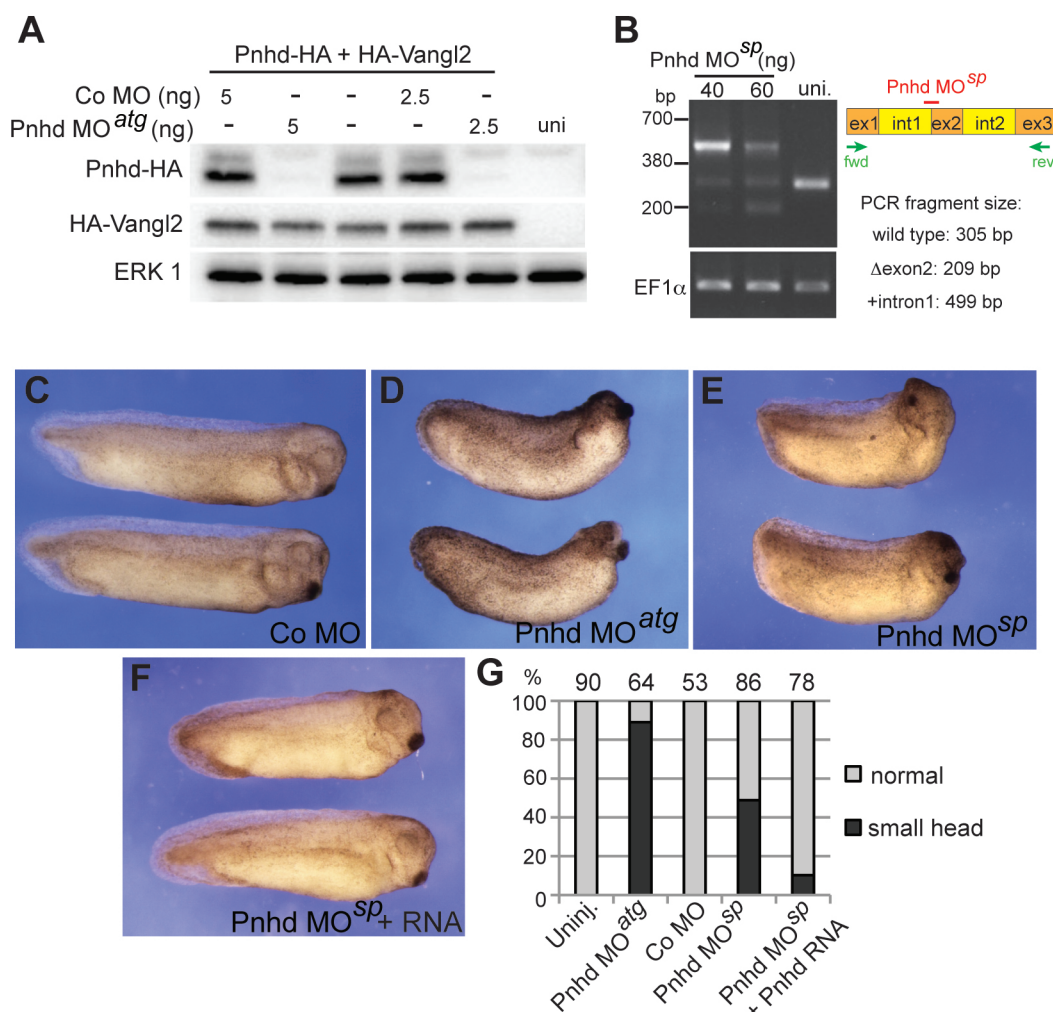 A
Pnhd-HA + HA-Vangl2
Co MO (ng) 5 – – 2.5 –
Pnhd MO atg (ng) – 5 – – 2.5 uni
Pnhd-HA
HA-Vangl2
ERK 1
B
Pnhd MO sp (ng)
bp 40 60 uni.
700
380
200
EF1α
Pnhd MO sp
ex1 int1 ex2 int2 ex3
fwd rev
PCR fragment size:
wild type: 305 bp
Δexon2: 209 bp
+intron1: 499 bp
C
Co MO
D
Pnhd MO atg
E
Pnhd MO sp
F
Pnhd MO sp + RNA
G
% 90 64 53 86 78
100
80
60
40
20
0
normal
small head
Uninj.
Pnhd MO atg
Co MO
Pnhd MO sp
Pnhd MO sp
+ Pnhd RNA